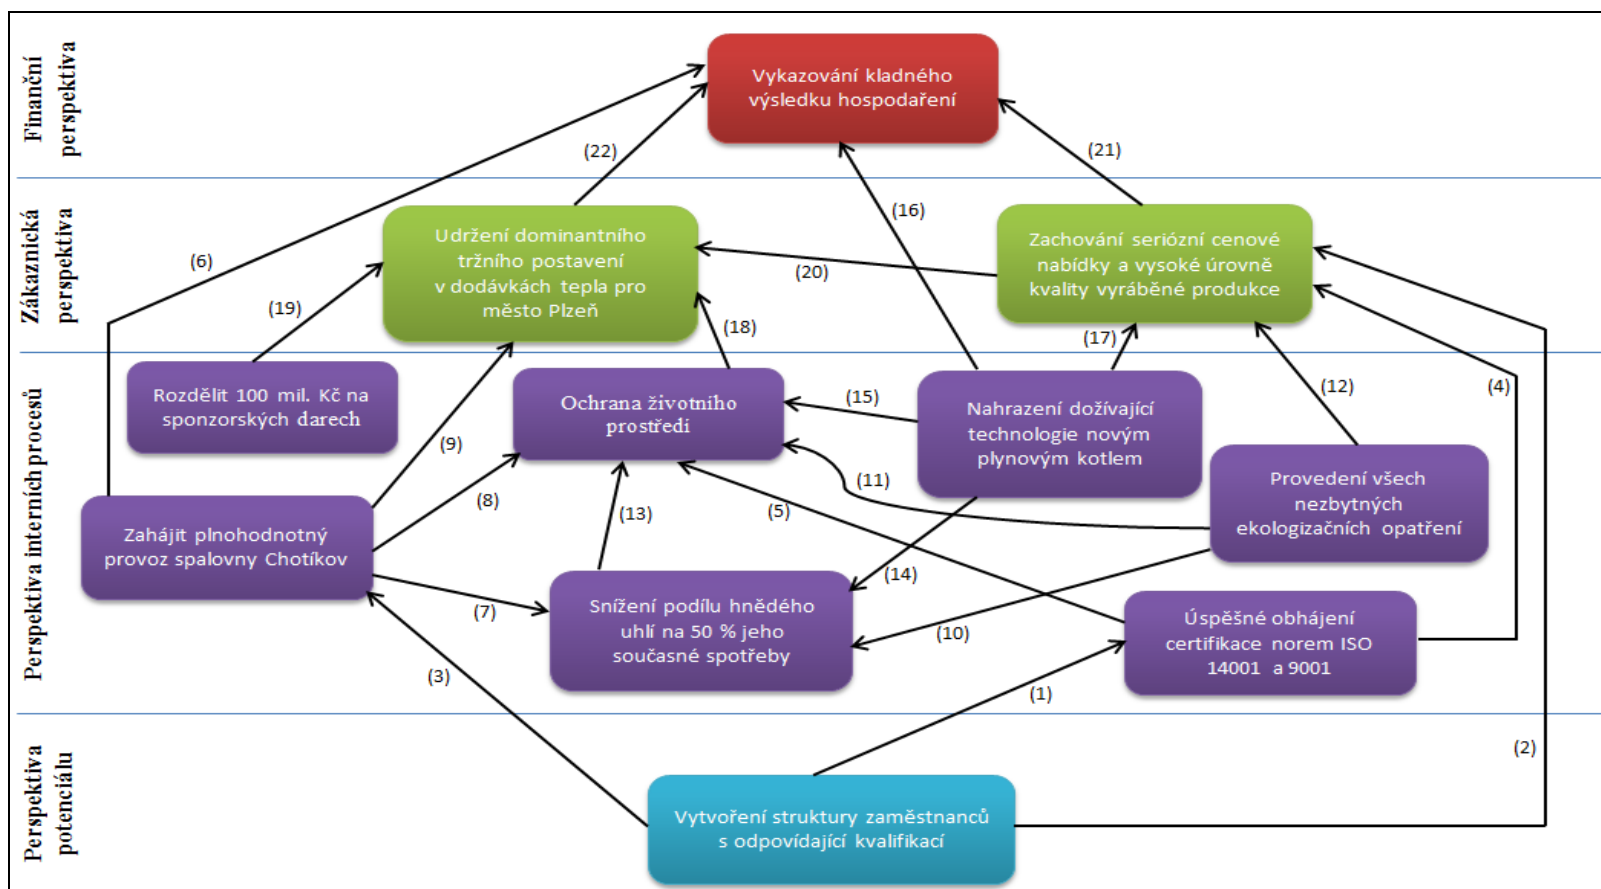 Finanční
perspektiva
Vykazování kladného
výsledku hospodaření
(22)
(21)
(6)
(16)
Zákaznická
perspektiva
Udržení dominantního
tržního postavení
v dodávkách tepla pro
město Plzeň
(20)
Zachování seriózní cenové
nabídky a vysoké úrovně
kvality vyráběné produkce
(19)
(18)
(17)
Perspektiva interních procesů
Rozdělit 100 mil. Kč na
sponzorských darech
Ochrana životního
prostředi
(15)
Nahrazení dožívající
technologie novým
plynovým kotlem
(12)
(4)
(9)
(8)
(13)
(5)
(11)
Provedení všech
nezbytných
ekologizačních opatření
Zahájit plnohodnotný
provoz spalovny Chotíkov
(7)
(14)
Snížení podílu hnědého
uhlí na 50 % jeho
současné spotřeby
(10)
Úspěšné obhájení
certifikace norem ISO
14001 a 9001
(3)
(1)
(2)
Perspektiva
potenciálu
Vytvoření struktury zaměstnanců
s odpovídající kvalifikací